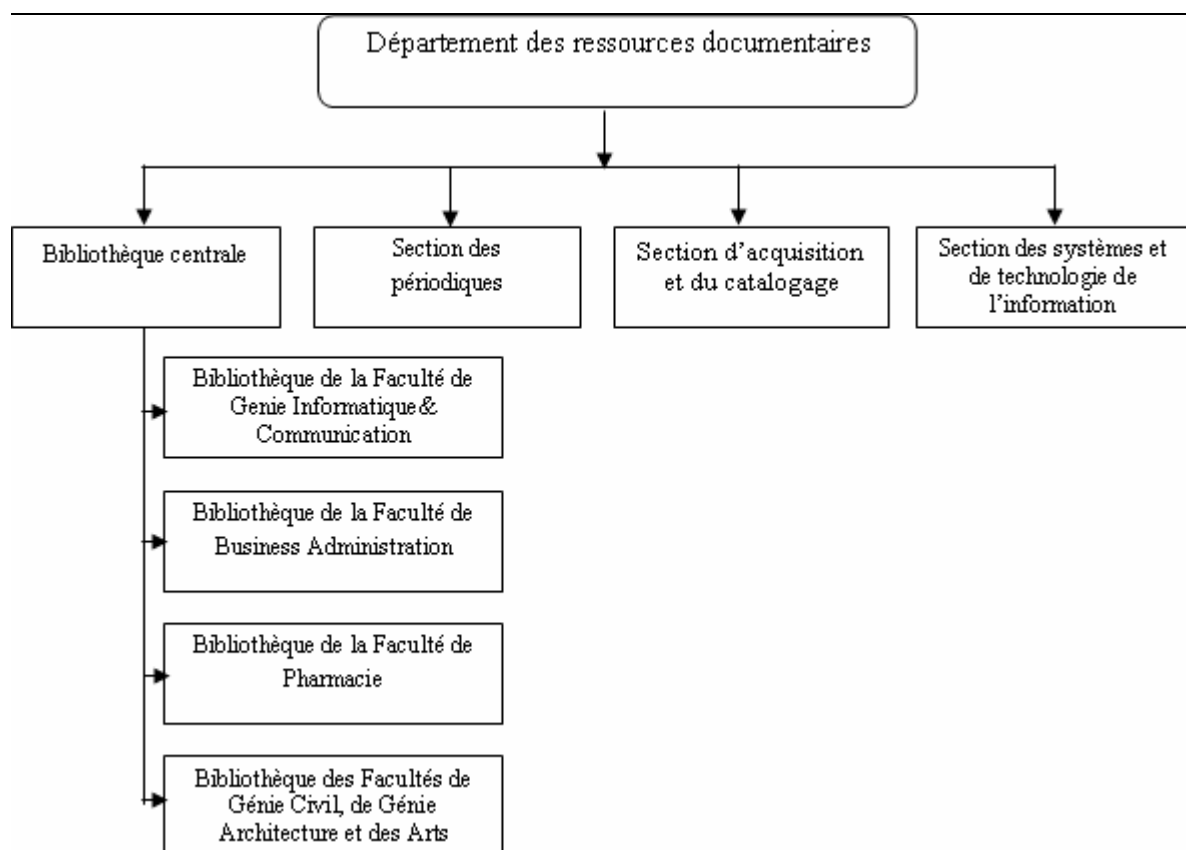 Département des ressources documentaires
Bibliothèque centrale
Section des
périodiques
Section d'acquisition
et du catalogage
Section des systèmes et
de technologie de
l'information
Bibliothèque de la Faculté de
Genie Informatique&
Communication
Bibliothèque de la Faculté de
Business Administration
Bibliothèque de la Faculté de
Pharmacie
Bibliothèque des Facultés de
Génie Civil, de Génie
Architecture et des Arts